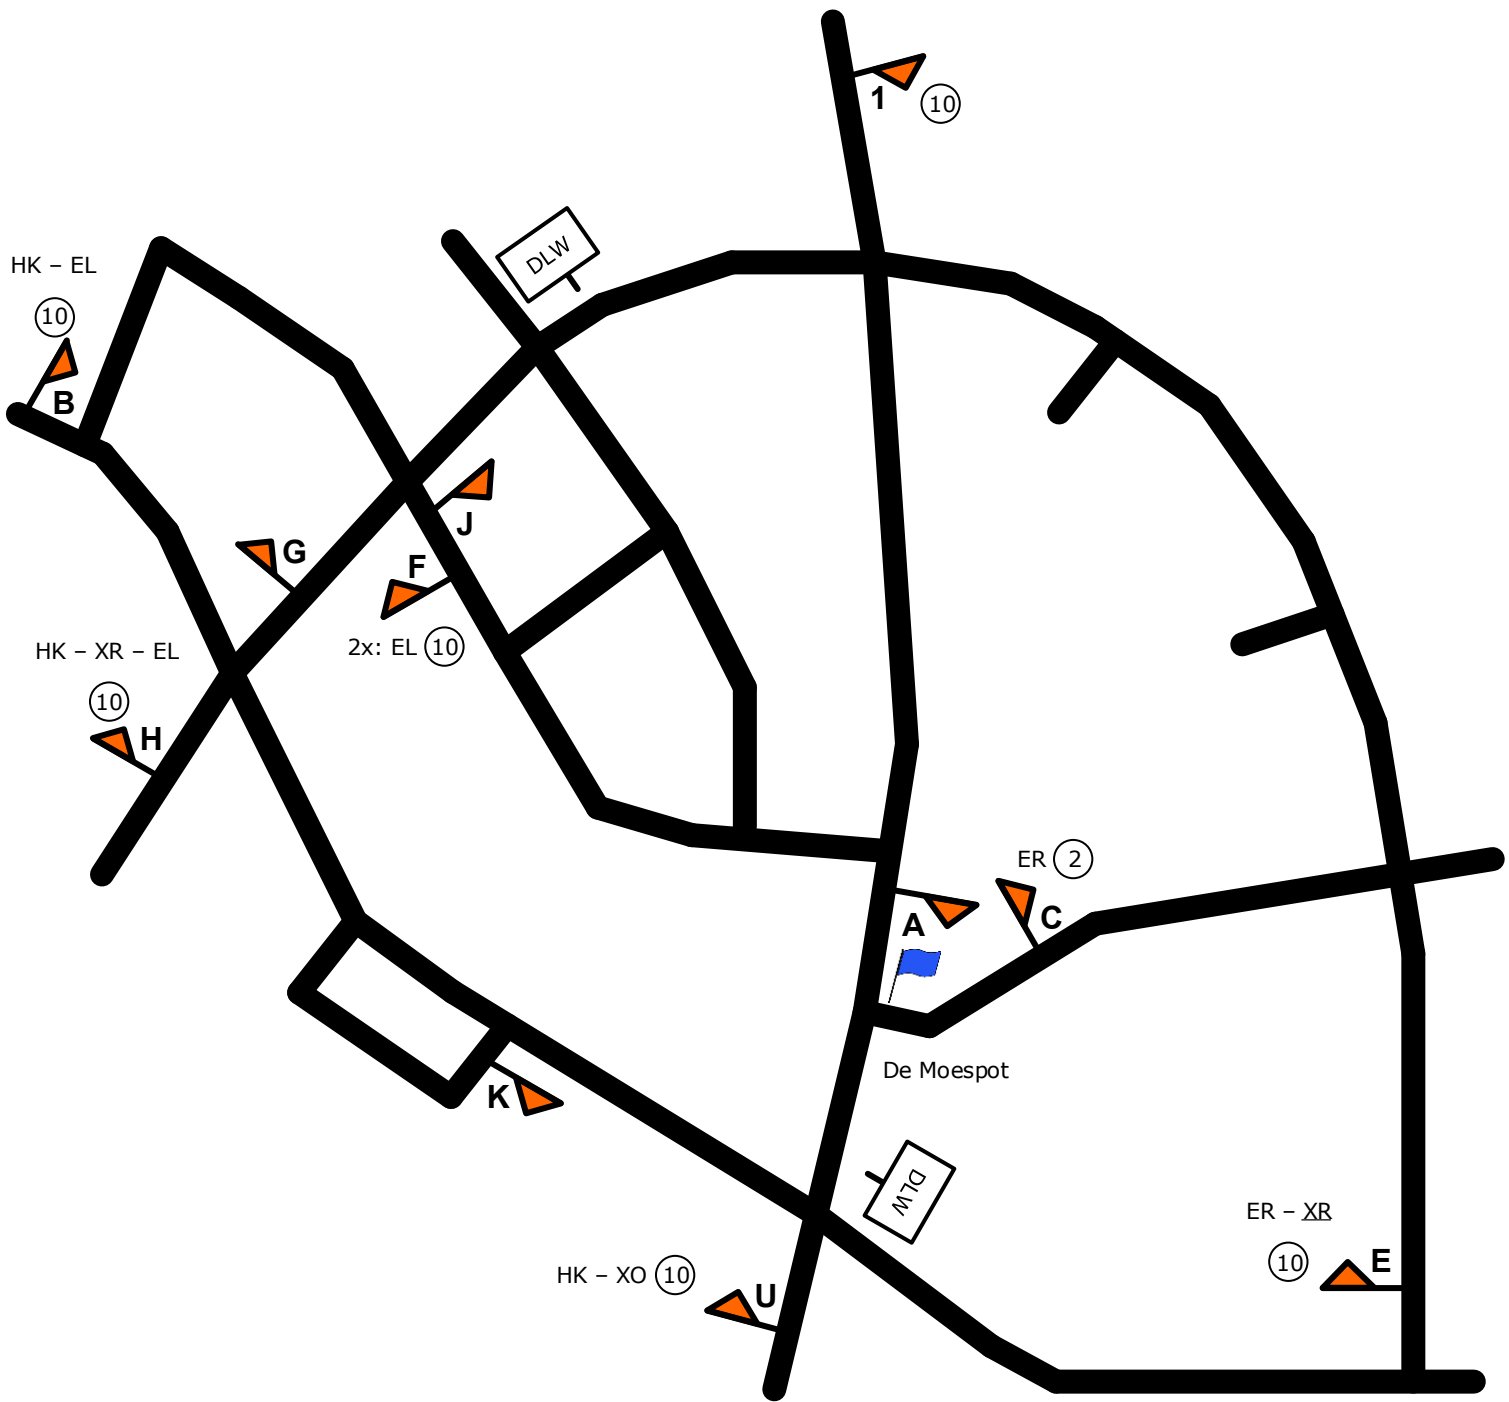 1
10
DLW
HK – EL
10
B
J
G
F
2x: EL 10
HK – XR – EL
10
H
ER 2
C
A
De Moespot
K
DLW
ER – XR
10
E
HK – XO 10
U